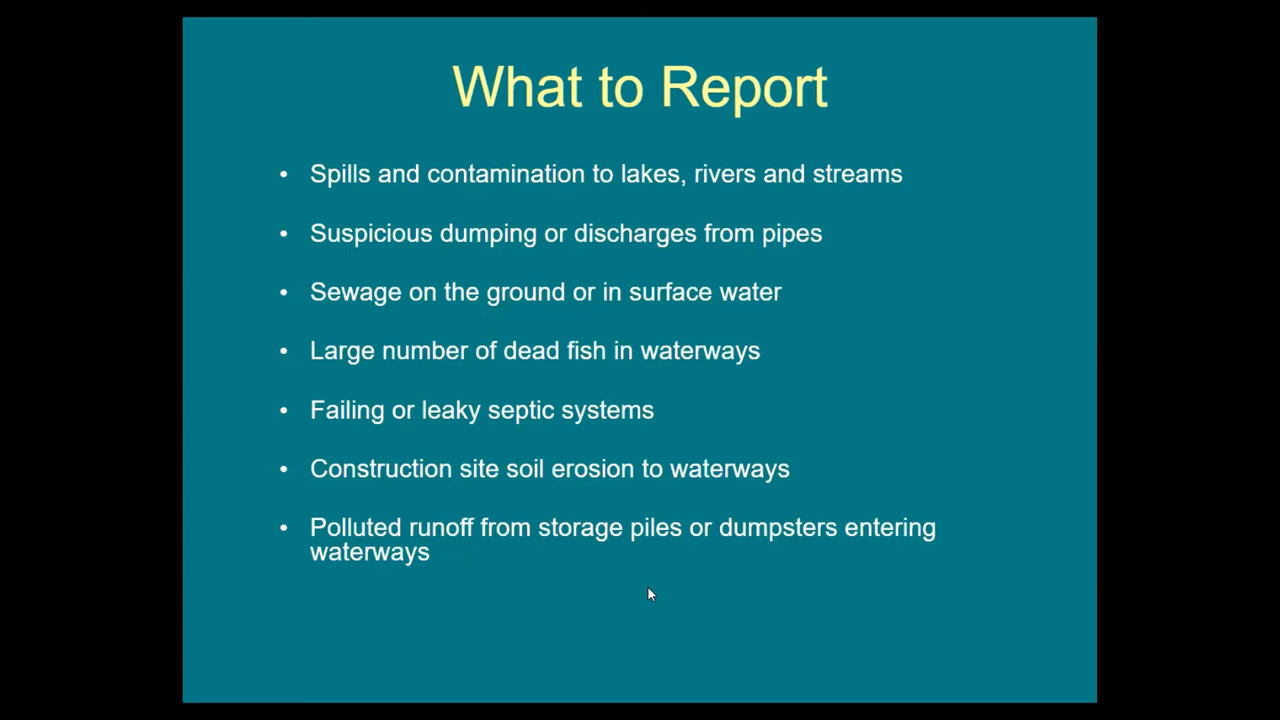 What to Report
• Spills and contamination to lakes, rivers and streams
• Suspicious dumping or discharges from pipes
• Sewage on the ground or in surface water
• Large number of dead fish in waterways
• Failing or leaky septic systems
• Construction site soil erosion to waterways
• Polluted runoff from storage piles or dumpsters entering
waterways